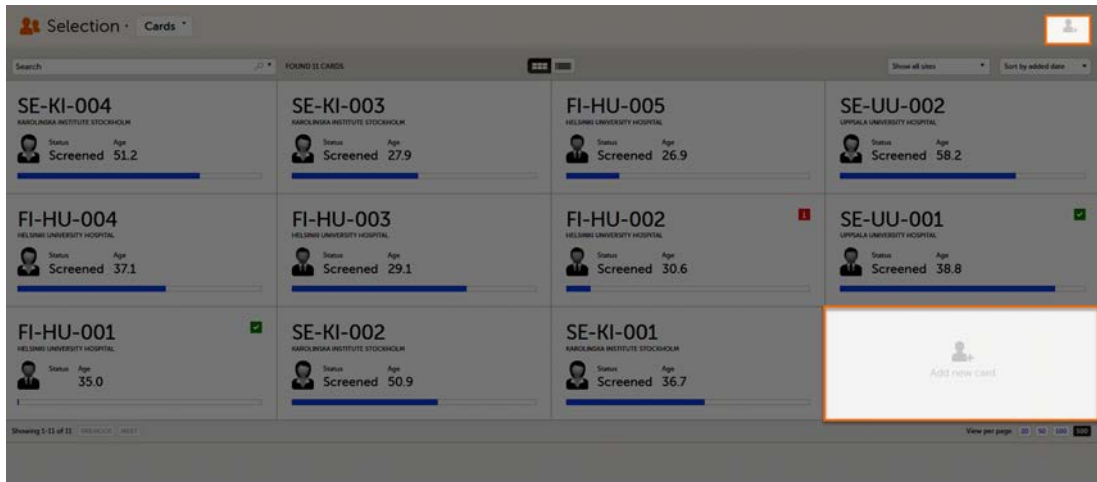 Selection · Cards
Search FOUND 11 CARDS Show all sites Sort by added date
SE-KI-004
KAROLINSKA INSTITUTE STOCKHOLM
Status Age
Screened 51.2
SE-KI-003
KAROLINSKA INSTITUTE STOCKHOLM
Status Age
Screened 27.9
FI-HU-005
HELSINKI UNIVERSITY HOSPITAL
Status Age
Screened 26.9
SE-UU-002
UPPSALA UNIVERSITY HOSPITAL
Status Age
Screened 58.2
FI-HU-004
HELSINKI UNIVERSITY HOSPITAL
Status Age
Screened 37.1
FI-HU-003
HELSINKI UNIVERSITY HOSPITAL
Status Age
Screened 29.1
FI-HU-002
HELSINKI UNIVERSITY HOSPITAL
Status Age
Screened 30.6
SE-UU-001
UPPSALA UNIVERSITY HOSPITAL
Status Age
Screened 38.8
FI-HU-001
HELSINKI UNIVERSITY HOSPITAL
Status Age
35.0
SE-KI-002
KAROLINSKA INSTITUTE STOCKHOLM
Status Age
Screened 50.9
SE-KI-001
KAROLINSKA INSTITUTE STOCKHOLM
Status Age
Screened 36.7
Add new card
Showing 1-11 of 11 PREVIOUS NEXT View per page 20 50 100 500